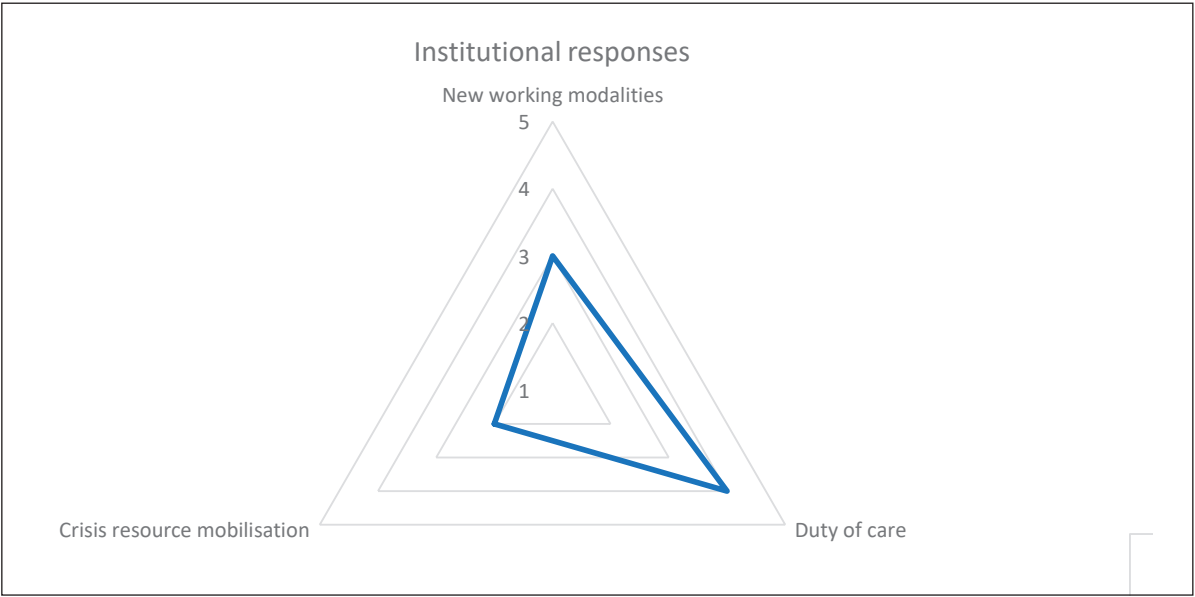 Institutional responses
New working modalities
5
4
3
2
1
Crisis resource mobilisation
Duty of care